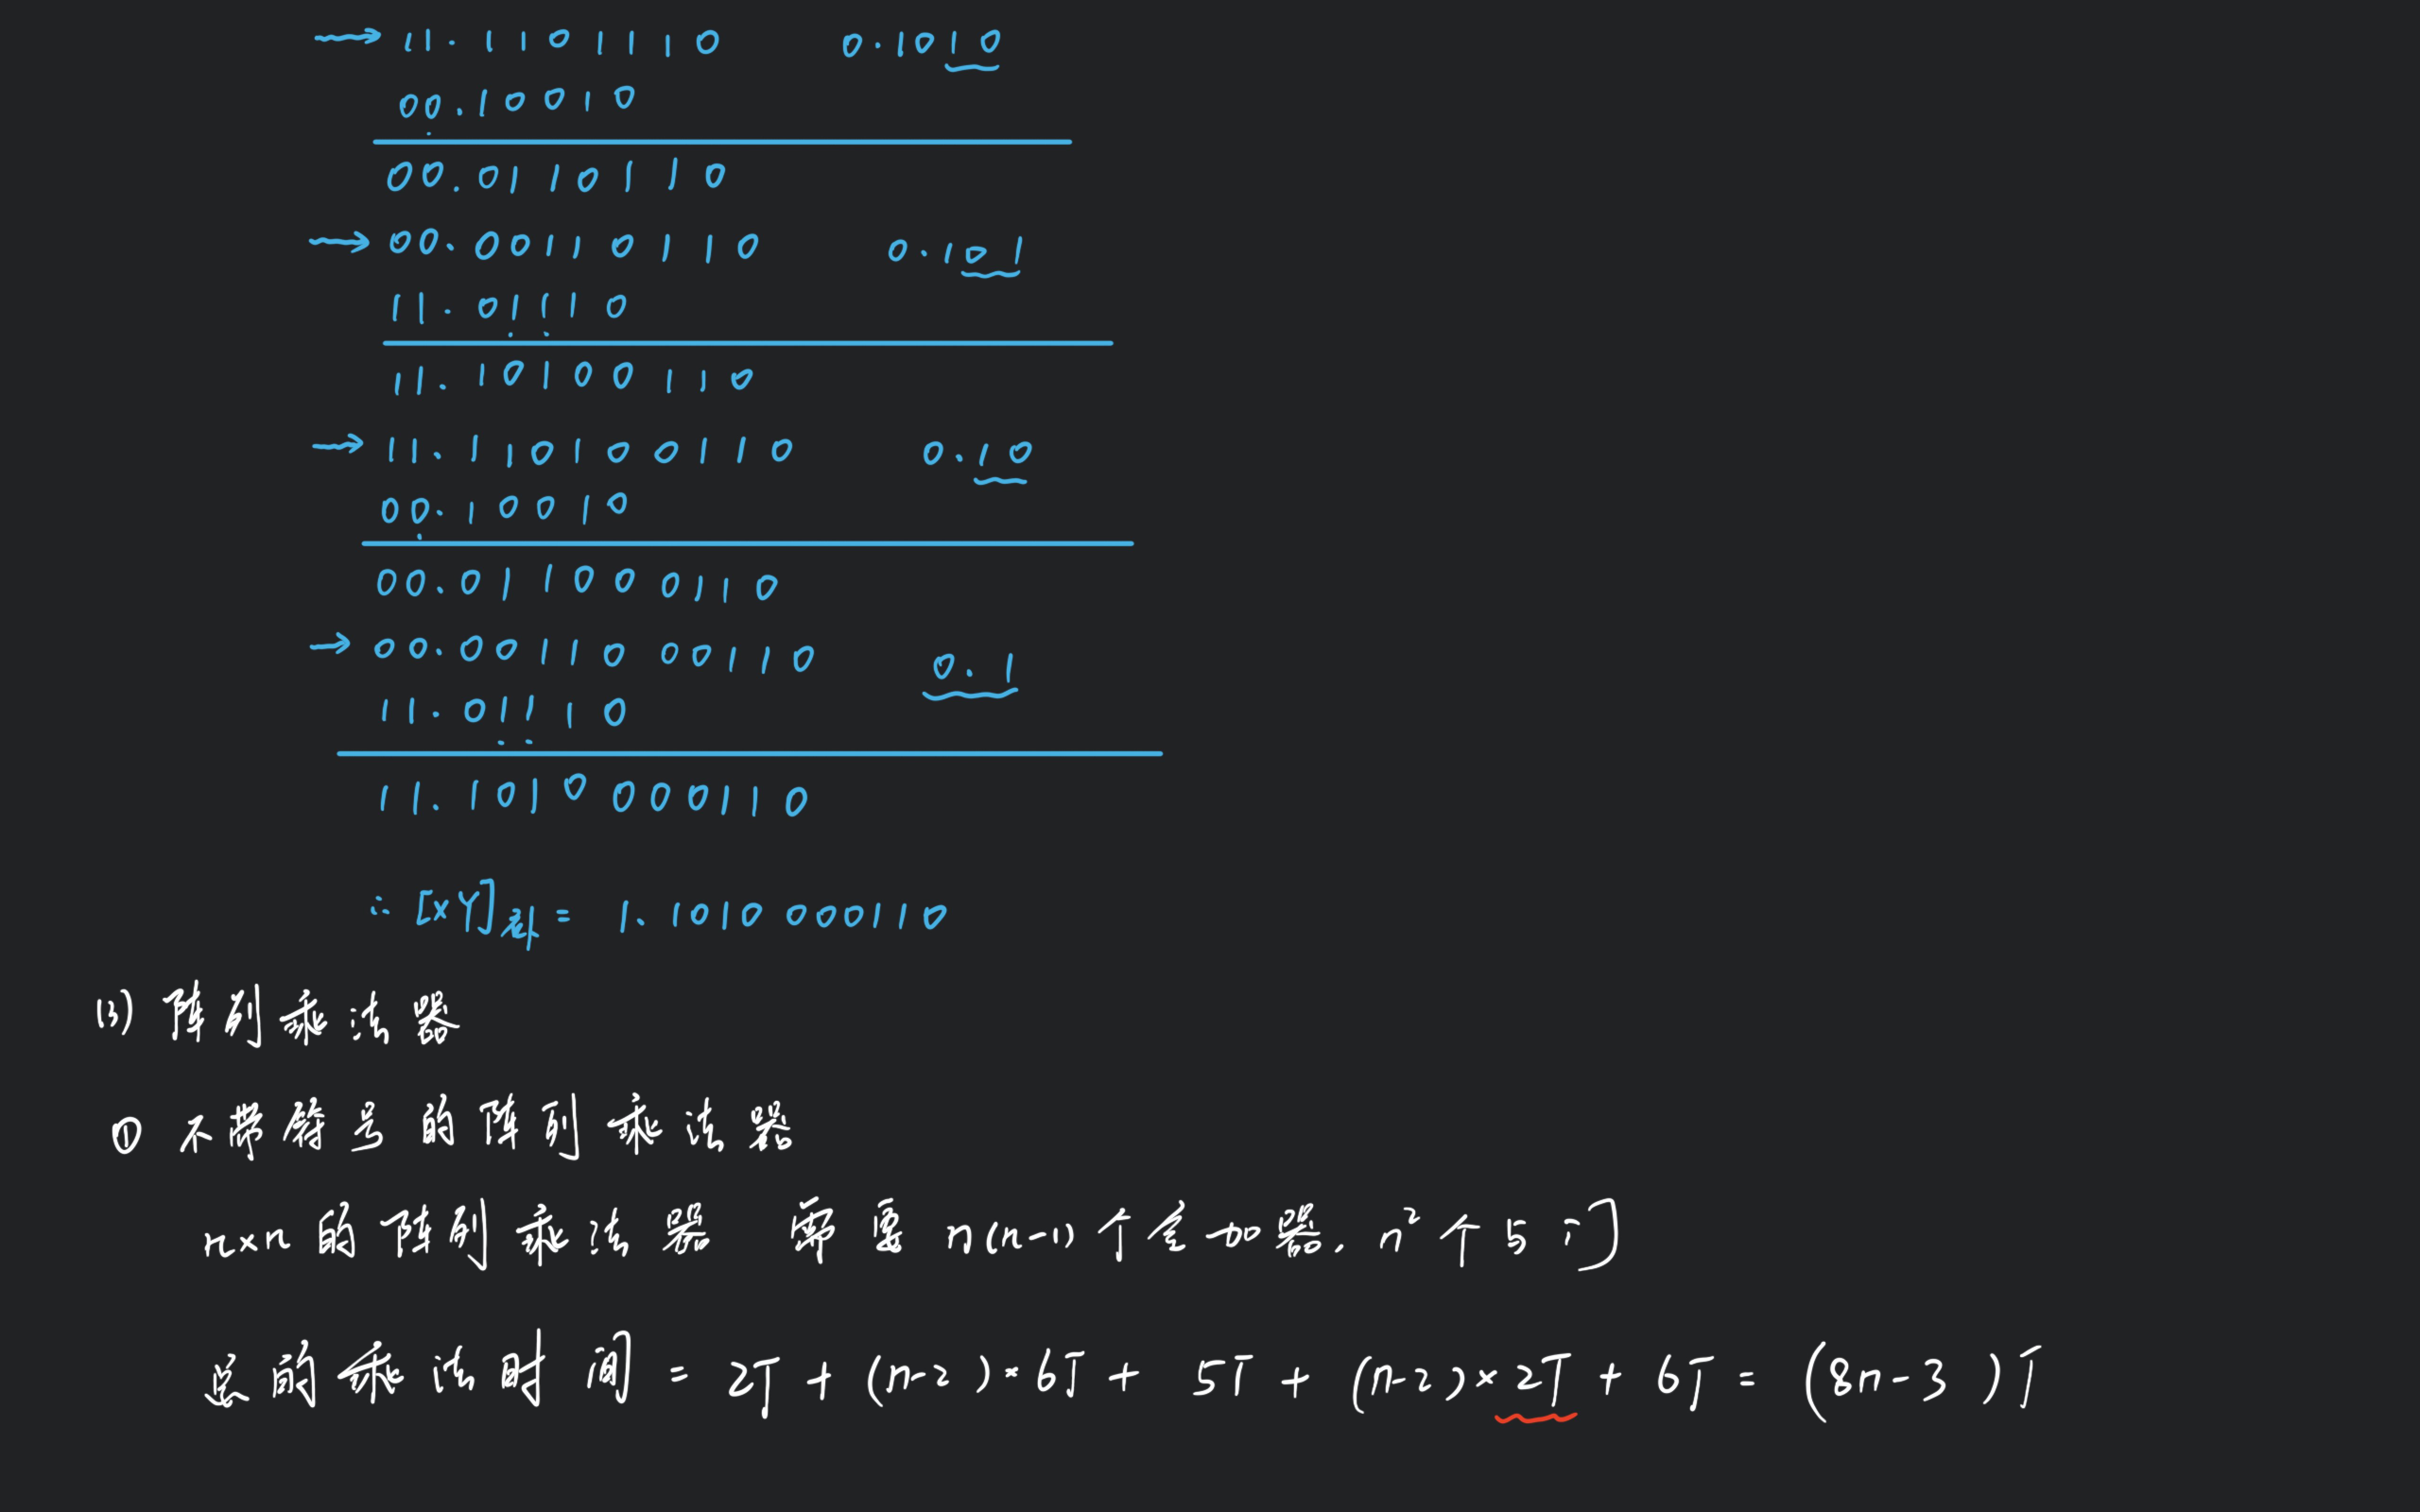 → 11.1101110 0.1010
00.10010
00.0110110
→ 00.00110110 0.101
11.01110
11.10100110
→ 11.110100110 0.10
00.10010
00.011000110
→ 00.0011000110 0.1
11.01110
11.1010000110
∴ [XY]补 = 1.1010000110
(3) 阵列乘法器
① 不带符号的阵列乘法器
n×n的阵列乘法器 需要 n(n-1)个全加器, n²个与门
总的乘法时间 = 2T + (n-2)×6T + 5T + (n-2)×2T + 6T = (8n-3)T